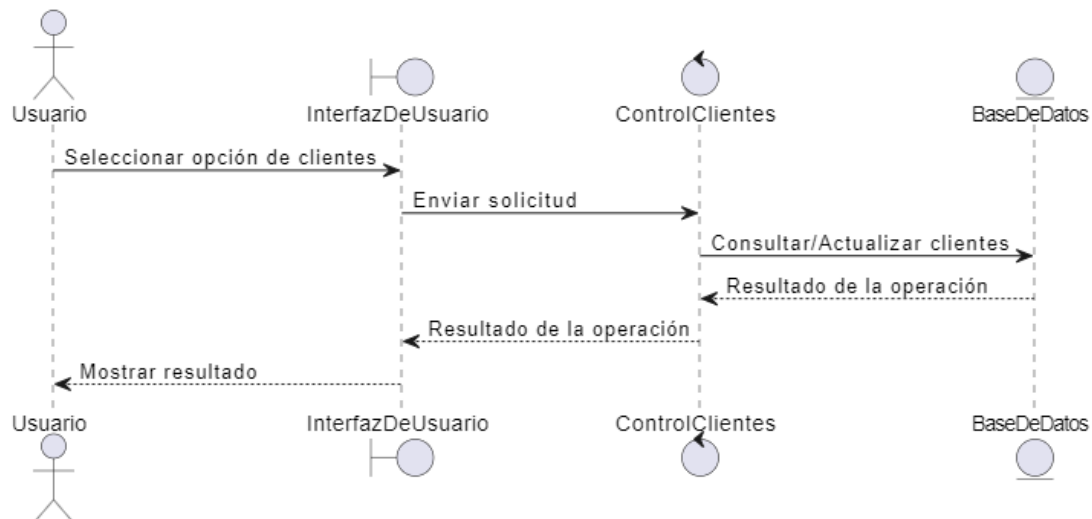 Usuario InterfazDeUsuario ControlClientes BaseDeDatos
Seleccionar opción de clientes
Enviar solicitud
Consultar/Actualizar clientes
Resultado de la operación
Resultado de la operación
Mostrar resultado
Usuario InterfazDeUsuario ControlClientes BaseDeDatos